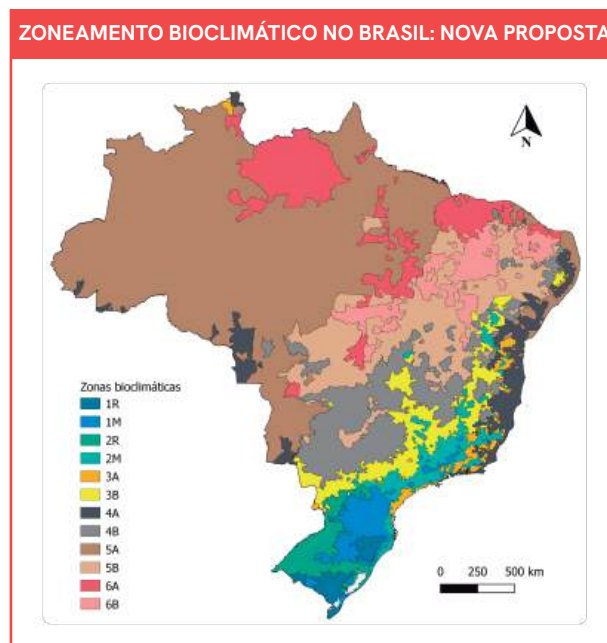 ZONEAMENTO BIOCLIMÁTICO NO BRASIL: NOVA PROPOSTA
N
Zonas bioclimáticas
1R
1M
2R
2M
3A
3B
4A
4B
5A
5B
6A
6B
0 250 500 km